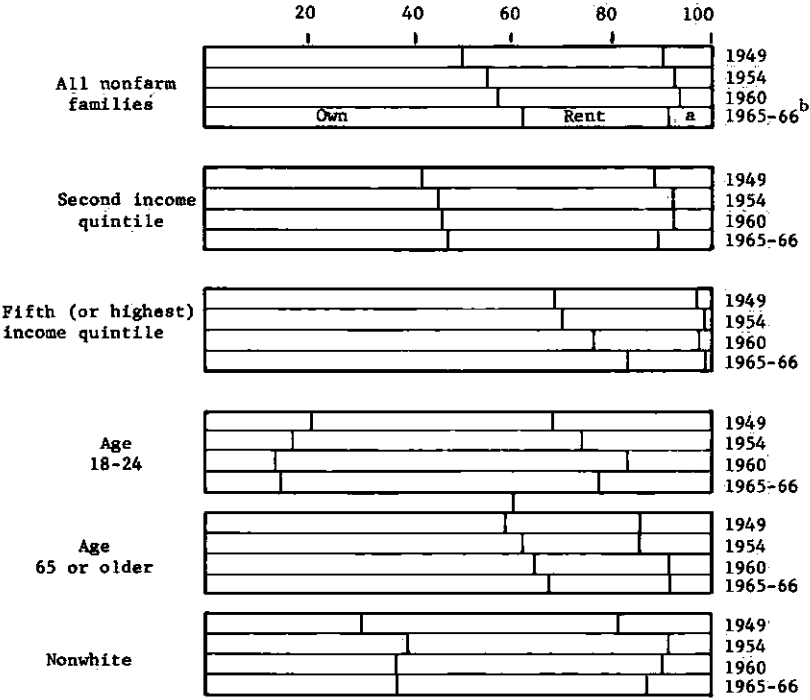 20 40 60 80 100
1949
1954
1960
1965-66 b
All nonfarm
families
Own Rent a
1949
1954
1960
1965-66
Second income
quintile
1949
1954
1960
1965-66
Fifth (or highest)
income quintile
1949
1954
1960
1965-66
Age
18-24
1949
1954
1960
1965-66
Age
65 or older
1949
1954
1960
1965-66
Nonwhite